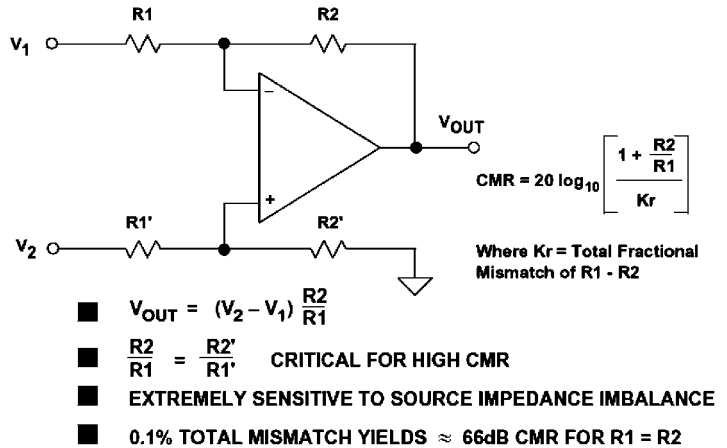 R1
R2
V1
−
VOUT
CMR = 20 log10 [ (1 + R2/R1) / Kr ]
+
R1'
R2'
V2
Where Kr = Total Fractional
Mismatch of R1 - R2
■ VOUT = (V2 – V1) R2/R1
■ R2/R1 = R2'/R1' CRITICAL FOR HIGH CMR
■ EXTREMELY SENSITIVE TO SOURCE IMPEDANCE IMBALANCE
■ 0.1% TOTAL MISMATCH YIELDS ≈ 66dB CMR FOR R1 = R2